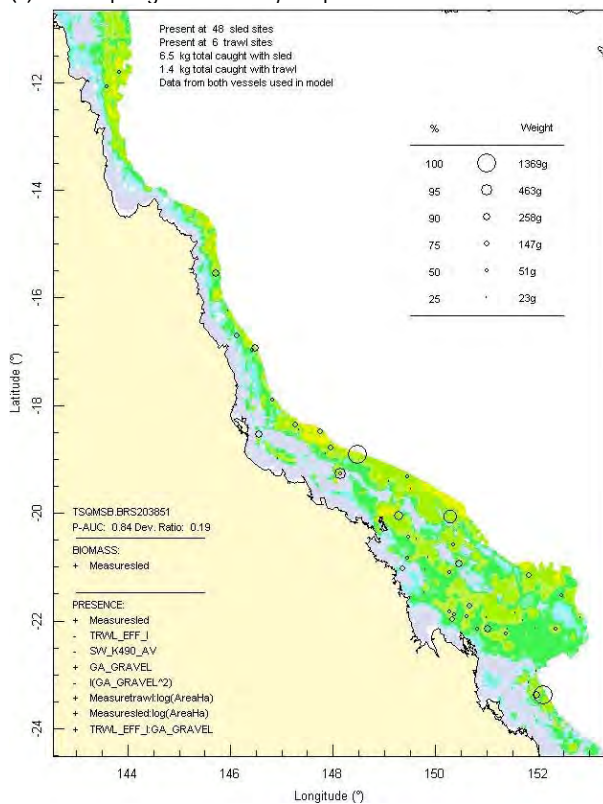 Present at 48 sled sites
Present at 6 trawl sites
6.5 kg total caught with sled
1.4 kg total caught with trawl
Data from both vessels used in model
% Weight
100 1369g
95 463g
90 258g
75 147g
50 51g
25 23g
-12
-14
-16
-18
-20
-22
-24
Latitude (°)
TSQMSB.BRS203851
P-AUC: 0.84 Dev. Ratio: 0.19
BIOMASS:
+ Measuresled
PRESENCE:
+ Measuresled
- TRWL_EFF_I
- SW_K490_AV
+ GA_GRAVEL
- I(GA_GRAVEL^2)
+ Measuretrawl:log(AreaHa)
+ Measuresled:log(AreaHa)
+ TRWL_EFF_I:GA_GRAVEL
144 146 148 150 152
Longitude (°)